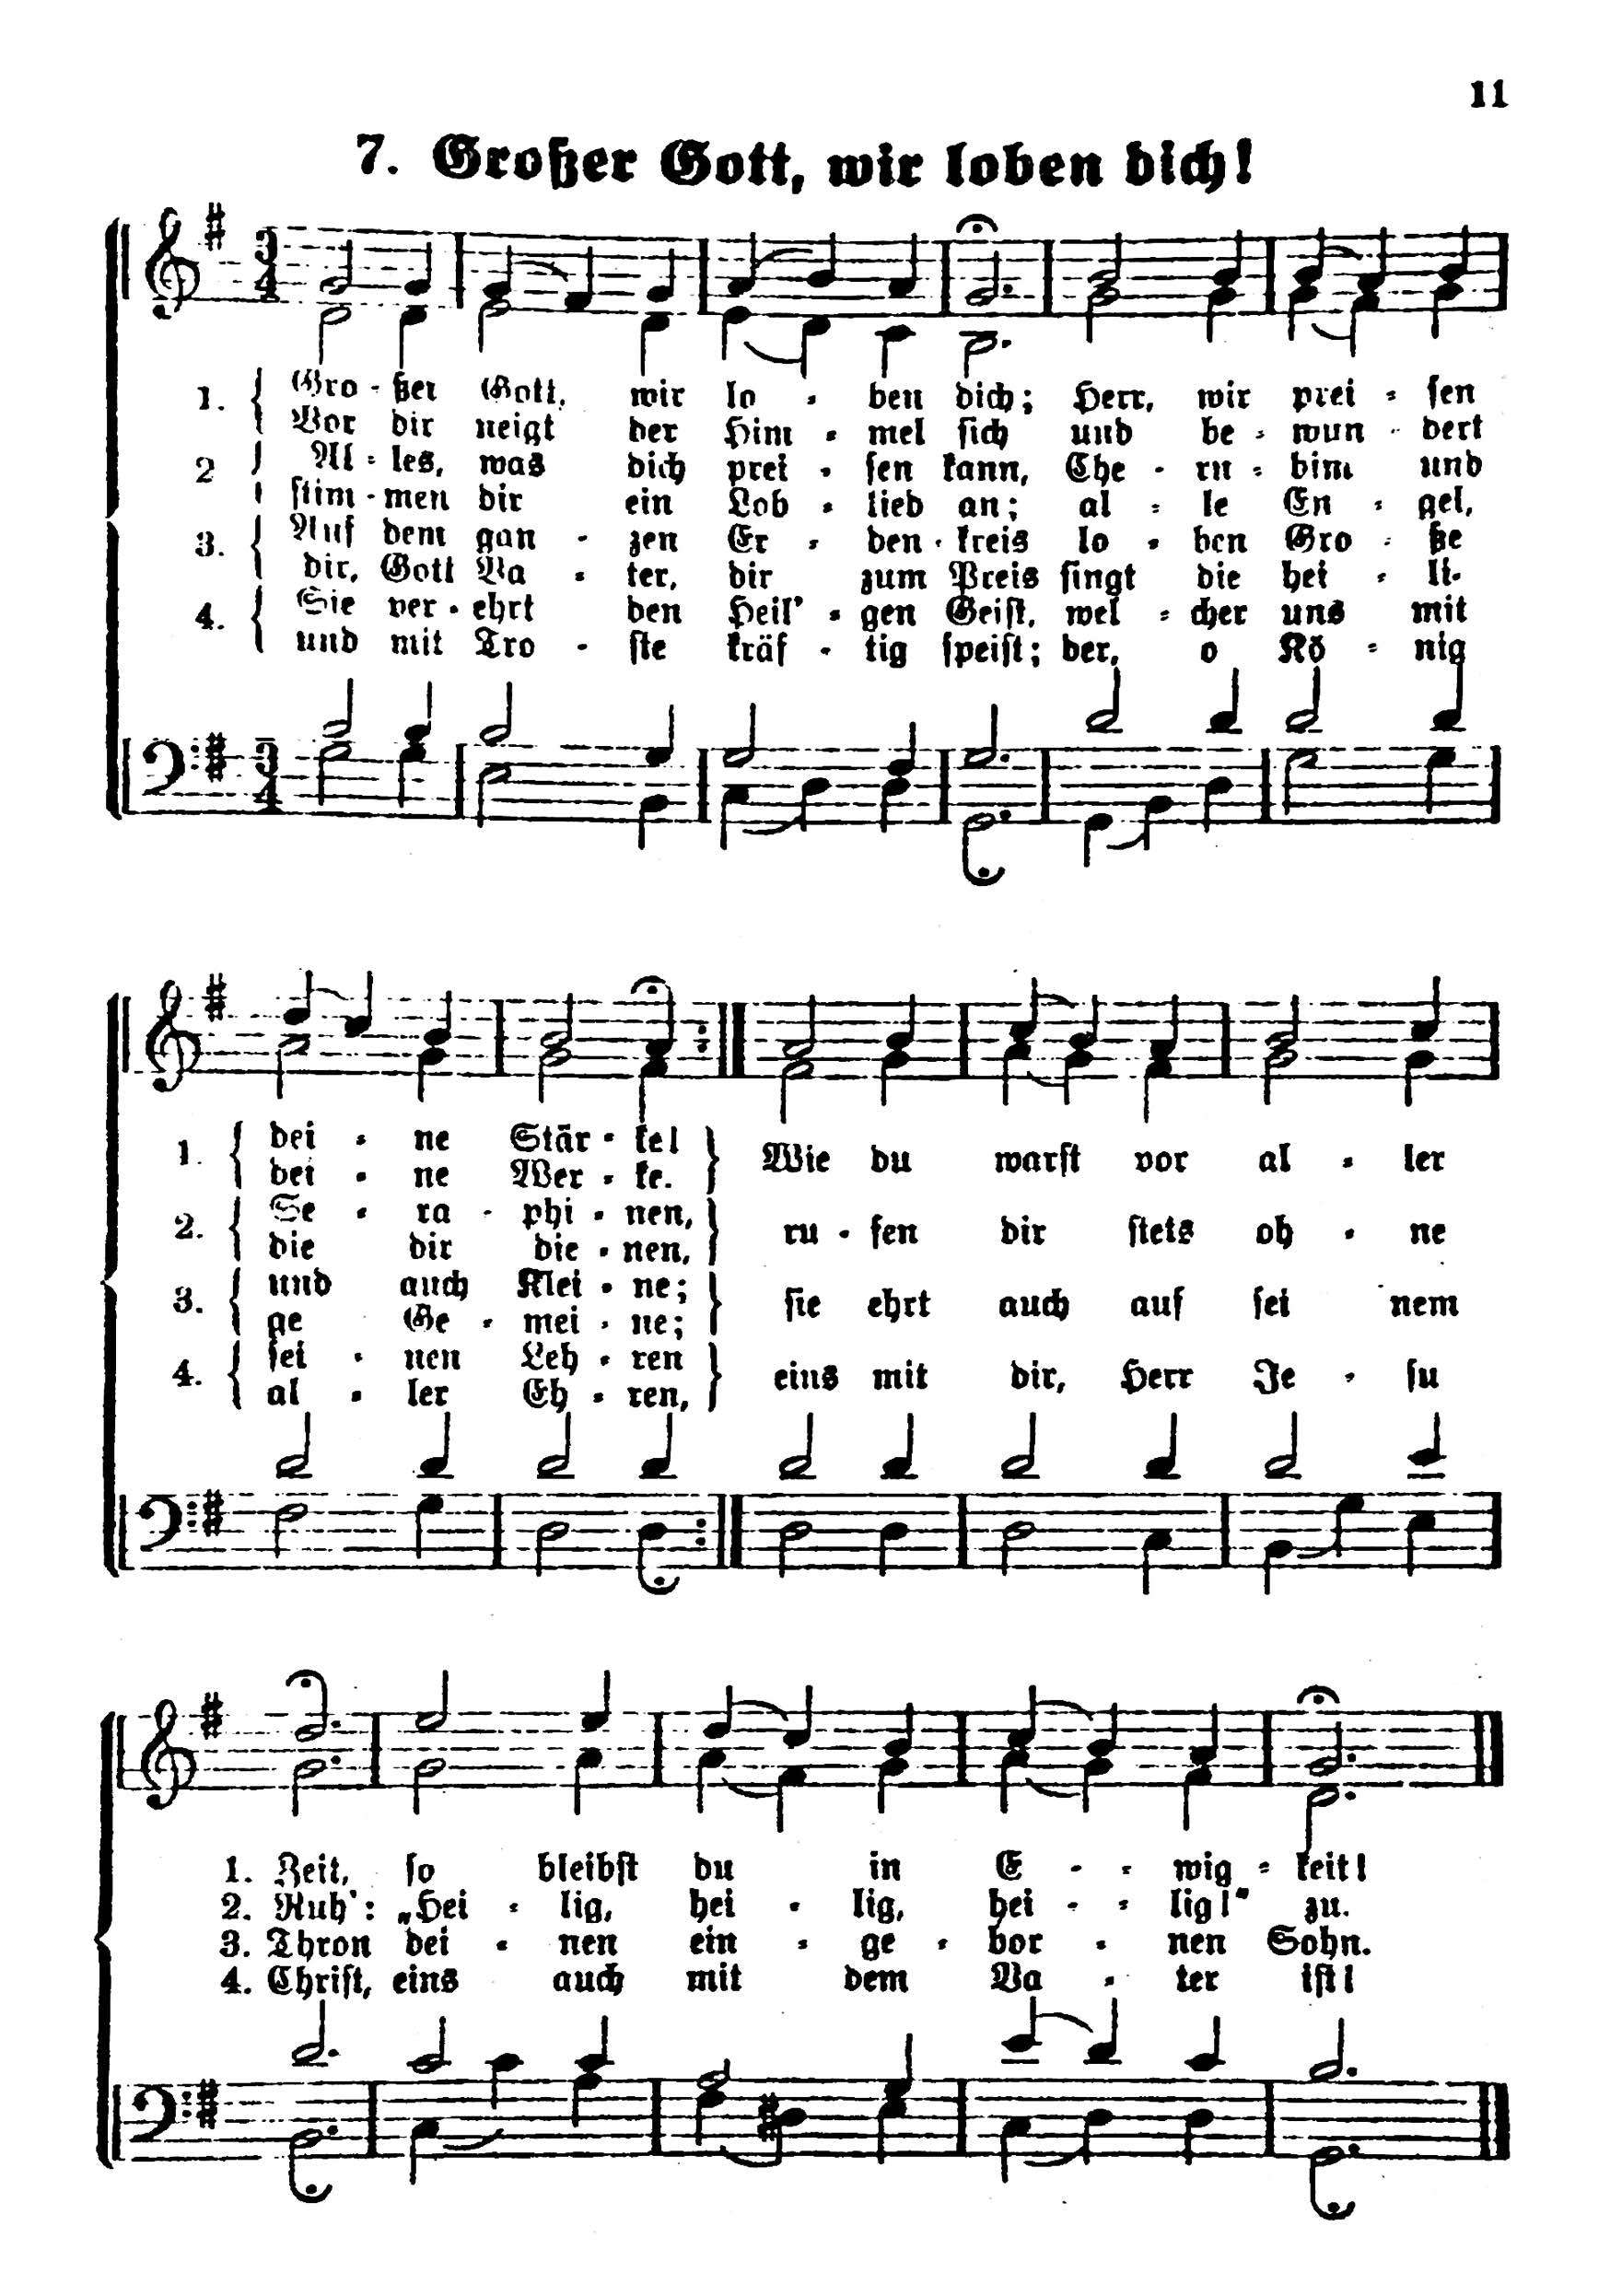 11
7. Großer Gott, wir loben dich!
1. Gro - ßer Gott, wir lo - ben dich; Herr, wir prei - sen
Vor dir neigt der Him - mel sich und be - wun - dert
2 Al - les, was dich prei - sen kann, Che - ru - bim und
stim - men dir ein Lob - lied an; al - le En - gel,
3. Auf dem gan - zen Er - den - kreis lo - ben Gro - ße
dir, Gott Va - ter, dir zum Preis singt die hei - li-
4. Sie ver - ehrt den Heil' - gen Geist, wel - cher uns mit
und mit Tro - ste kräf - tig speist; der, o Kö - nig
1. dei - ne Stär - ke! Wie du warst vor al - ler
dei - ne Wer - ke.
2. Se - ra - phi - nen, ru - fen dir stets oh - ne
die dir die - nen,
3. und auch Klei - ne; sie ehrt auch auf sei nem
ge Ge - mei - ne;
4. sei - nen Leh - ren eins mit dir, Herr Je - su
al - ler Eh - ren,
1. Zeit, so bleibst du in E - - wig - keit!
2. Ruh': „Hei - lig, hei - lig, hei - - lig!" zu.
3. Thron dei - nen ein - ge - bor - nen Sohn.
4. Christ, eins auch mit dem Va - ter ist!